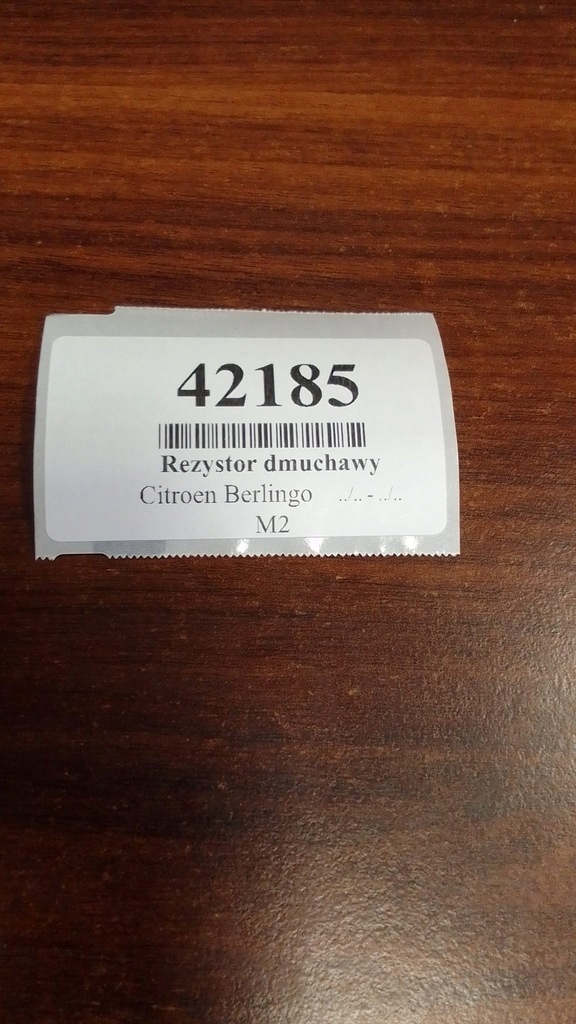 42185
Rezystor dmuchawy
Citroen Berlingo ../.. - ../..
M2